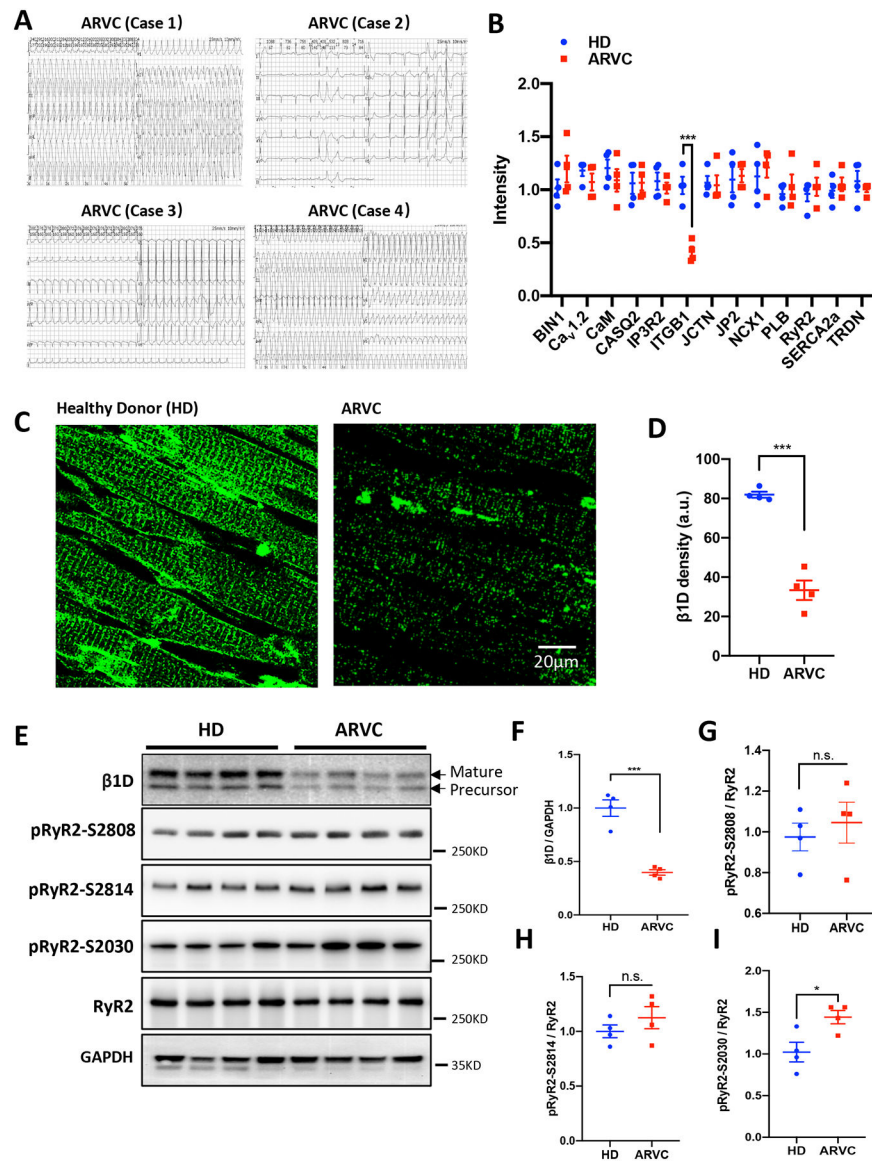 A
ARVC (Case 1)
ARVC (Case 2)
ARVC (Case 3)
ARVC (Case 4)
B
HD
ARVC
2.0
1.5
1.0
0.5
0.0
Intensity
***
BIN1
Caᵥ1.2
CaM
CASQ2
IP3R2
ITGB1
JCTN
JP2
NCX1
PLB
RyR2
SERCA2a
TRDN
C
Healthy Donor (HD)
ARVC
20μm
D
***
100
80
60
40
20
0
β1D density (a.u.)
HD
ARVC
E
HD
ARVC
β1D
Mature
Precursor
pRyR2-S2808
250KD
pRyR2-S2814
250KD
pRyR2-S2030
250KD
RyR2
250KD
GAPDH
35KD
F
***
1.5
1.0
0.5
0.0
β1D / GAPDH
HD
ARVC
G
n.s.
1.4
1.2
1.0
0.8
0.6
pRyR2-S2808 / RyR2
HD
ARVC
H
n.s.
1.5
1.0
0.5
0.0
pRyR2-S2814 / RyR2
HD
ARVC
I
*
2.0
1.5
1.0
0.5
0.0
pRyR2-S2030 / RyR2
HD
ARVC